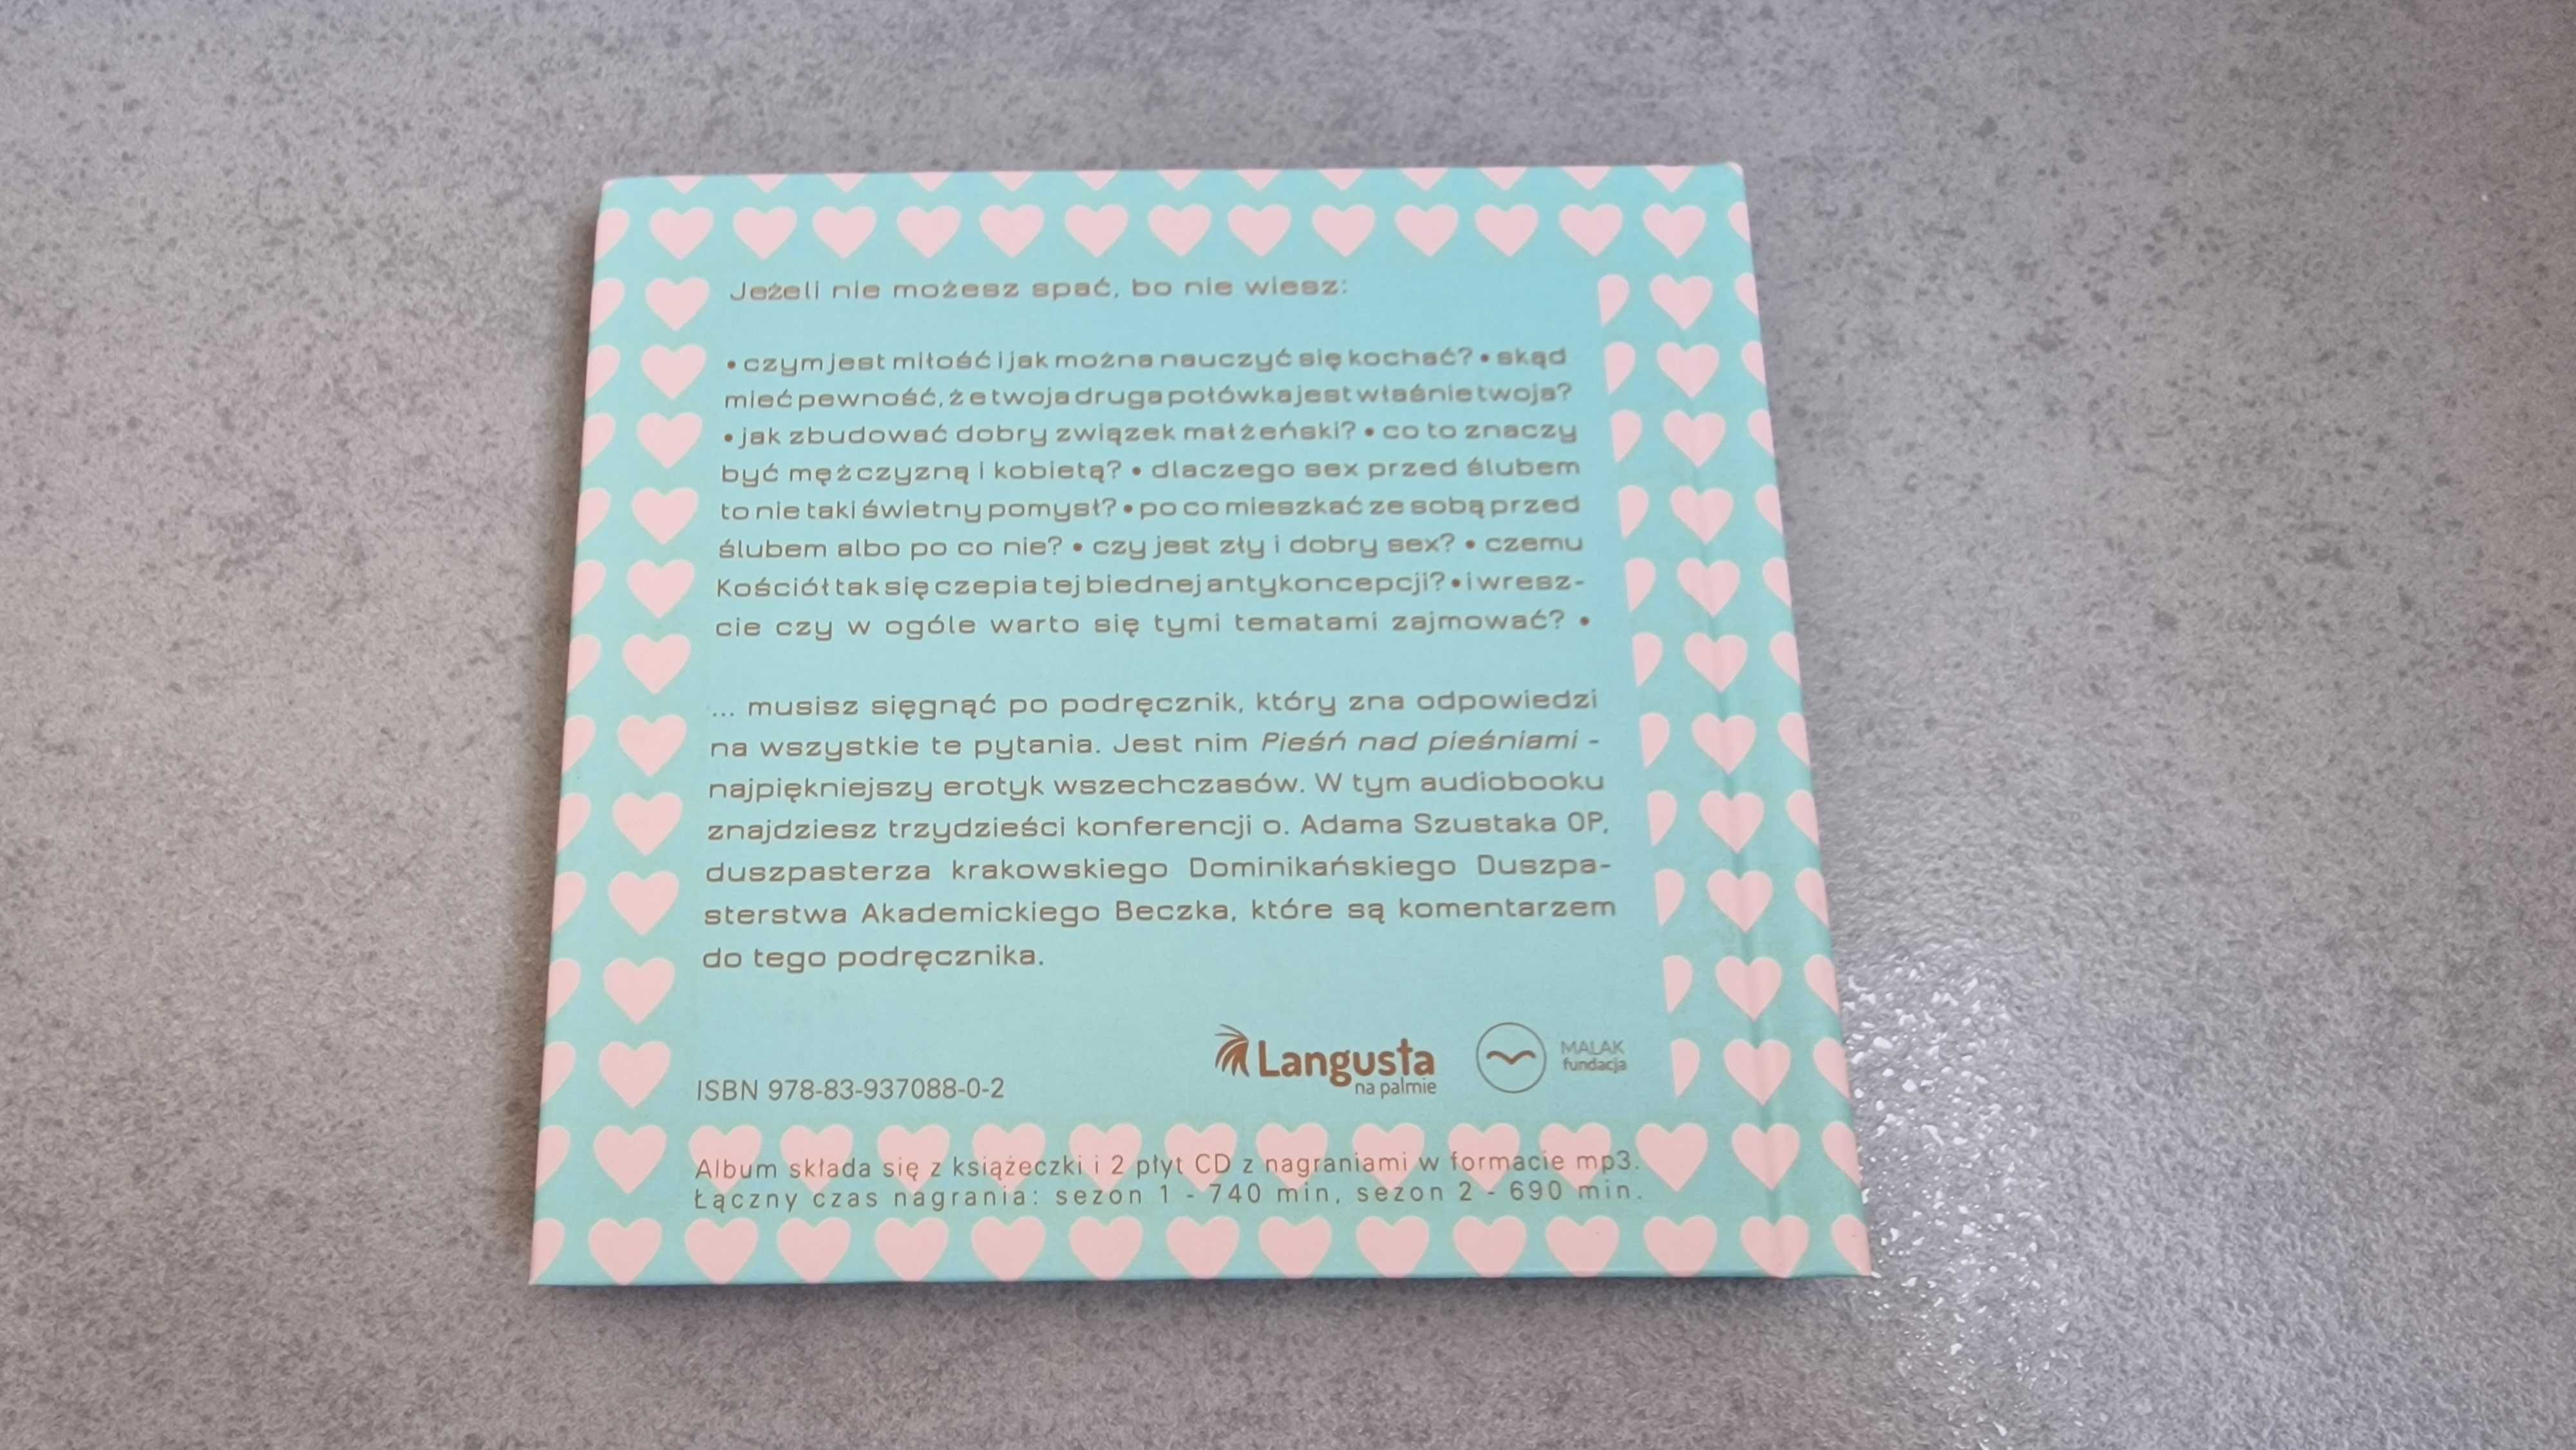 Jeżeli nie możesz spać, bo nie wiesz:
• czym jest miłość i jak można nauczyć się kochać? • skąd
mieć pewność, że twoja druga połówka jest właśnie twoja?
• jak zbudować dobry związek małżeński? • co to znaczy
być mężczyzną i kobietą? • dlaczego sex przed ślubem
to nie taki świetny pomysł? • po co mieszkać ze sobą przed
ślubem albo po co nie? • czy jest zły i dobry sex? • czemu
Kościół tak się czepia tej biednej antykoncepcji? • i wresz-
cie czy w ogóle warto się tymi tematami zajmować? •
... musisz sięgnąć po podręcznik, który zna odpowiedzi
na wszystkie te pytania. Jest nim Pieśń nad pieśniami -
najpiękniejszy erotyk wszechczasów. W tym audiobooku
znajdziesz trzydzieści konferencji o. Adama Szustaka OP,
duszpasterza krakowskiego Dominikańskiego Duszpa-
sterstwa Akademickiego Beczka, które są komentarzem
do tego podręcznika.
Langusta
na palmie
MALAK
fundacja
ISBN 978-83-937088-0-2
Album składa się z książeczki i 2 płyt CD z nagraniami w formacie mp3.
Łączny czas nagrania: sezon 1 - 740 min, sezon 2 - 690 min.